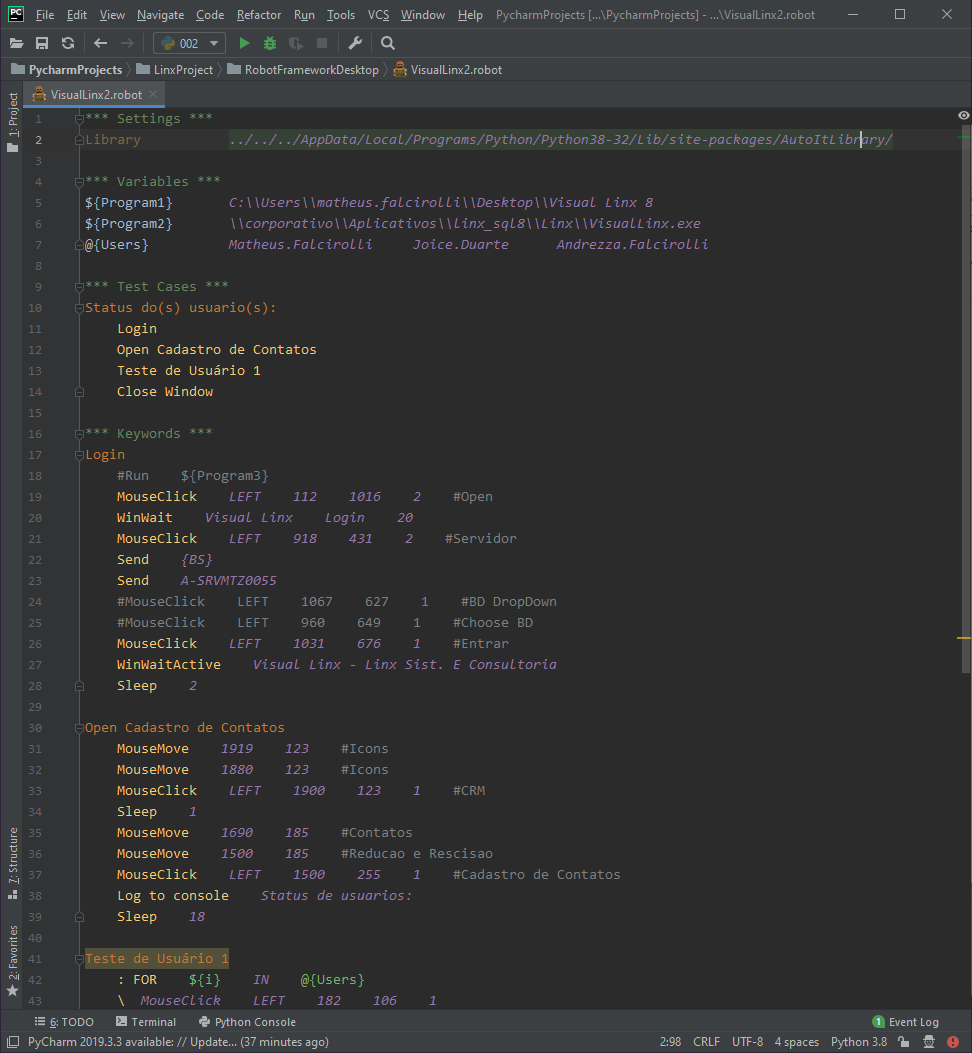 PC File Edit View Navigate Code Refactor Run Tools VCS Window Help PycharmProjects [...\PycharmProjects] - ...\VisualLinx2.robot
002
PycharmProjects LinxProject RobotFrameworkDesktop VisualLinx2.robot
1: Project
VisualLinx2.robot
1 *** Settings ***
2 Library ../../../AppData/Local/Programs/Python/Python38-32/Lib/site-packages/AutoItLibrary/
3
4 *** Variables ***
5 ${Program1} C:\\Users\\matheus.falcirolli\\Desktop\\Visual Linx 8
6 ${Program2} \\corporativo\\Aplicativos\\linx_sql8\\Linx\\VisualLinx.exe
7 @{Users} Matheus.Falcirolli Joice.Duarte Andrezza.Falcirolli
8
9 *** Test Cases ***
10 Status do(s) usuario(s):
11 Login
12 Open Cadastro de Contatos
13 Teste de Usuário 1
14 Close Window
15
16 *** Keywords ***
17 Login
18 #Run ${Program3}
19 MouseClick LEFT 112 1016 2 #Open
20 WinWait Visual Linx Login 20
21 MouseClick LEFT 918 431 2 #Servidor
22 Send {BS}
23 Send A-SRVMTZ0055
24 #MouseClick LEFT 1067 627 1 #BD DropDown
25 #MouseClick LEFT 960 649 1 #Choose BD
26 MouseClick LEFT 1031 676 1 #Entrar
27 WinWaitActive Visual Linx - Linx Sist. E Consultoria
28 Sleep 2
29
30 Open Cadastro de Contatos
31 MouseMove 1919 123 #Icons
32 MouseMove 1880 123 #Icons
33 MouseClick LEFT 1900 123 1 #CRM
34 Sleep 1
35 MouseMove 1690 185 #Contatos
36 MouseMove 1500 185 #Reducao e Rescisao
37 MouseClick LEFT 1500 255 1 #Cadastro de Contatos
38 Log to console Status de usuarios:
39 Sleep 18
40
41 Teste de Usuário 1
42 : FOR ${i} IN @{Users}
43 \ MouseClick LEFT 182 106 1
7: Structure
2: Favorites
6: TODO Terminal Python Console 1 Event Log
PyCharm 2019.3.3 available: // Update... (37 minutes ago) 2:98 CRLF UTF-8 4 spaces Python 3.8